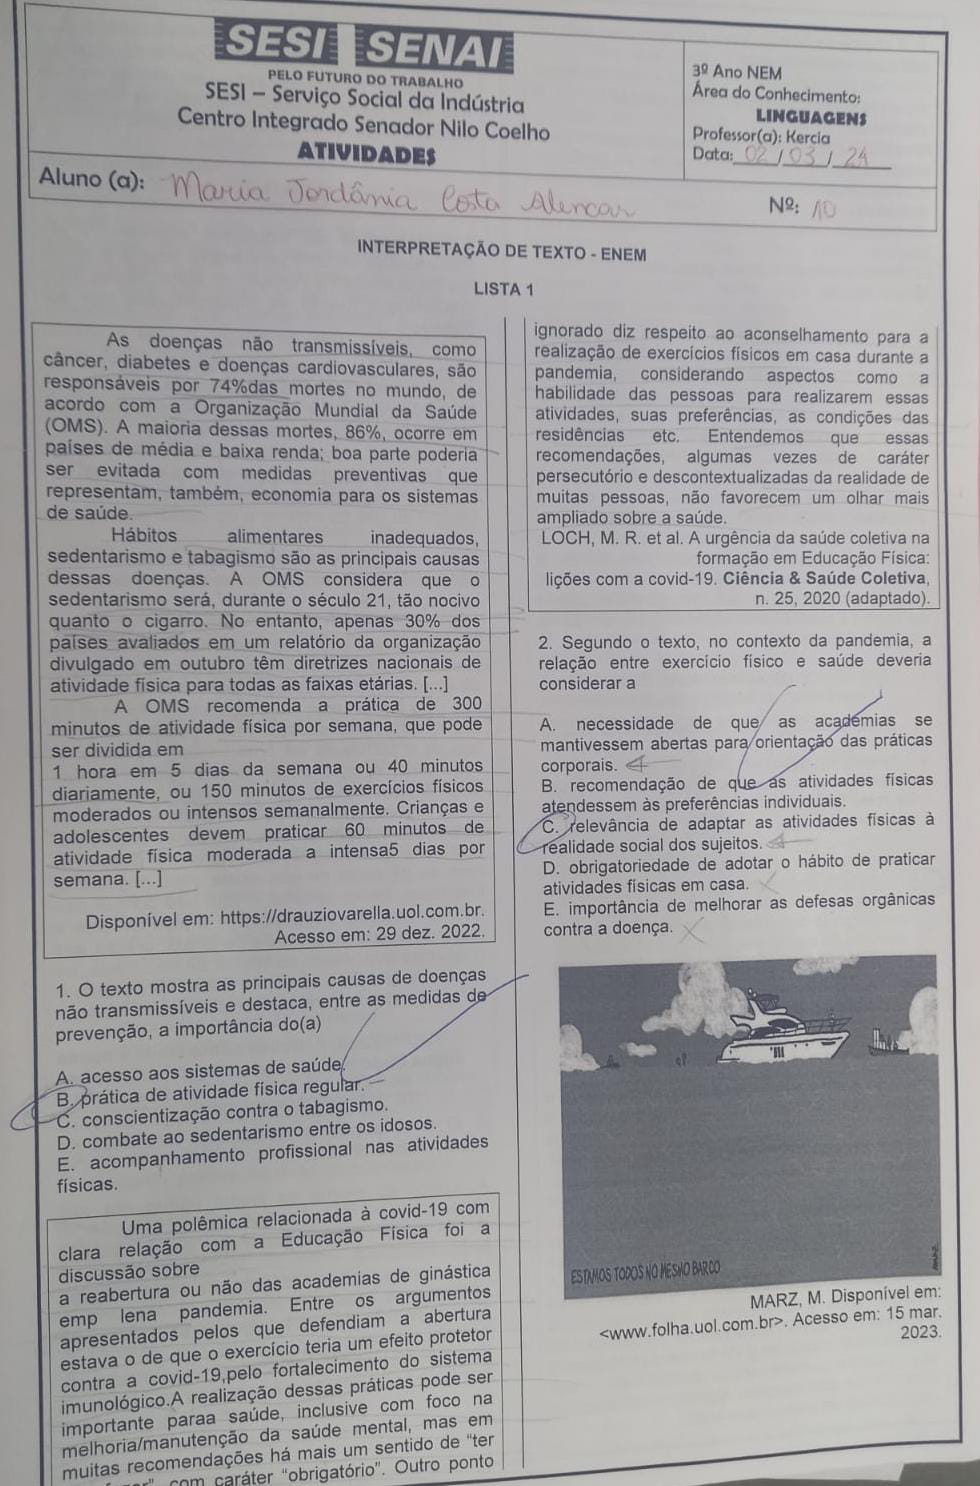 SESI SENAI
PELO FUTURO DO TRABALHO
SESI – Serviço Social da Indústria
Centro Integrado Senador Nilo Coelho
ATIVIDADES
3º Ano NEM
Área do Conhecimento:
LINGUAGENS
Professor(a): Kercia
Data: 02/03/24
Aluno (a): Maria Jordânia Costa Alencar
Nº: 10
INTERPRETAÇÃO DE TEXTO - ENEM
LISTA 1
As doenças não transmissíveis, como
câncer, diabetes e doenças cardiovasculares, são
responsáveis por 74%das mortes no mundo, de
acordo com a Organização Mundial da Saúde
(OMS). A maioria dessas mortes, 86%, ocorre em
países de média e baixa renda; boa parte poderia
ser evitada com medidas preventivas que
representam, também, economia para os sistemas
de saúde.
Hábitos alimentares inadequados,
sedentarismo e tabagismo são as principais causas
dessas doenças. A OMS considera que o
sedentarismo será, durante o século 21, tão nocivo
quanto o cigarro. No entanto, apenas 30% dos
países avaliados em um relatório da organização
divulgado em outubro têm diretrizes nacionais de
atividade física para todas as faixas etárias. [...]
A OMS recomenda a prática de 300
minutos de atividade física por semana, que pode
ser dividida em
1 hora em 5 dias da semana ou 40 minutos
diariamente, ou 150 minutos de exercícios físicos
moderados ou intensos semanalmente. Crianças e
adolescentes devem praticar 60 minutos de
atividade física moderada a intensa5 dias por
semana. [...]
Disponível em: https://drauziovarella.uol.com.br.
Acesso em: 29 dez. 2022.
1. O texto mostra as principais causas de doenças
não transmissíveis e destaca, entre as medidas de
prevenção, a importância do(a)
A. acesso aos sistemas de saúde.
B. prática de atividade física regular.
C. conscientização contra o tabagismo.
D. combate ao sedentarismo entre os idosos.
E. acompanhamento profissional nas atividades
físicas.
Uma polêmica relacionada à covid-19 com
clara relação com a Educação Física foi a
discussão sobre
a reabertura ou não das academias de ginástica
emp lena pandemia. Entre os argumentos
apresentados pelos que defendiam a abertura
estava o de que o exercício teria um efeito protetor
contra a covid-19,pelo fortalecimento do sistema
imunológico.A realização dessas práticas pode ser
importante paraa saúde, inclusive com foco na
melhoria/manutenção da saúde mental, mas em
muitas recomendações há mais um sentido de "ter
com caráter "obrigatório". Outro ponto
ignorado diz respeito ao aconselhamento para a
realização de exercícios físicos em casa durante a
pandemia, considerando aspectos como a
habilidade das pessoas para realizarem essas
atividades, suas preferências, as condições das
residências etc. Entendemos que essas
recomendações, algumas vezes de caráter
persecutório e descontextualizadas da realidade de
muitas pessoas, não favorecem um olhar mais
ampliado sobre a saúde.
LOCH, M. R. et al. A urgência da saúde coletiva na
formação em Educação Física:
lições com a covid-19. Ciência & Saúde Coletiva,
n. 25, 2020 (adaptado).
2. Segundo o texto, no contexto da pandemia, a
relação entre exercício físico e saúde deveria
considerar a
A. necessidade de que as academias se
mantivessem abertas para orientação das práticas
corporais.
B. recomendação de que as atividades físicas
atendessem às preferências individuais.
C. relevância de adaptar as atividades físicas à
realidade social dos sujeitos.
D. obrigatoriedade de adotar o hábito de praticar
atividades físicas em casa.
E. importância de melhorar as defesas orgânicas
contra a doença.
ESTAMOS TODOS NO MESMO BARCO
MARZ, M. Disponível em:
<www.folha.uol.com.br>. Acesso em: 15 mar.
2023.